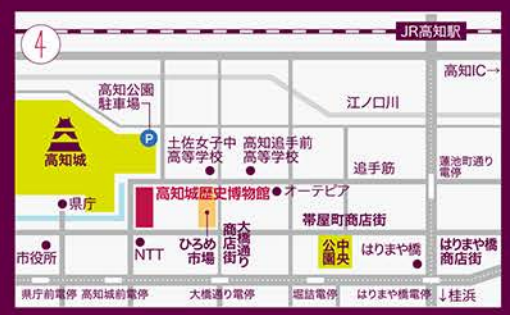 4
JR高知駅
高知IC→
高知公園
駐車場
P
江ノ口川
高知城
土佐女子中
高等学校
高知追手前
高等学校
追手筋
蓮池町通り
電停
高知城歴史博物館
オーテピア
県庁
帯屋町商店街
市役所
NTT
ひろめ
市場
大橋通り
商店街
中央
公園
はりまや橋
はりまや橋
商店街
県庁前電停
高知城前電停
大橋通り電停
堀詰電停
はりまや橋電停
↓桂浜